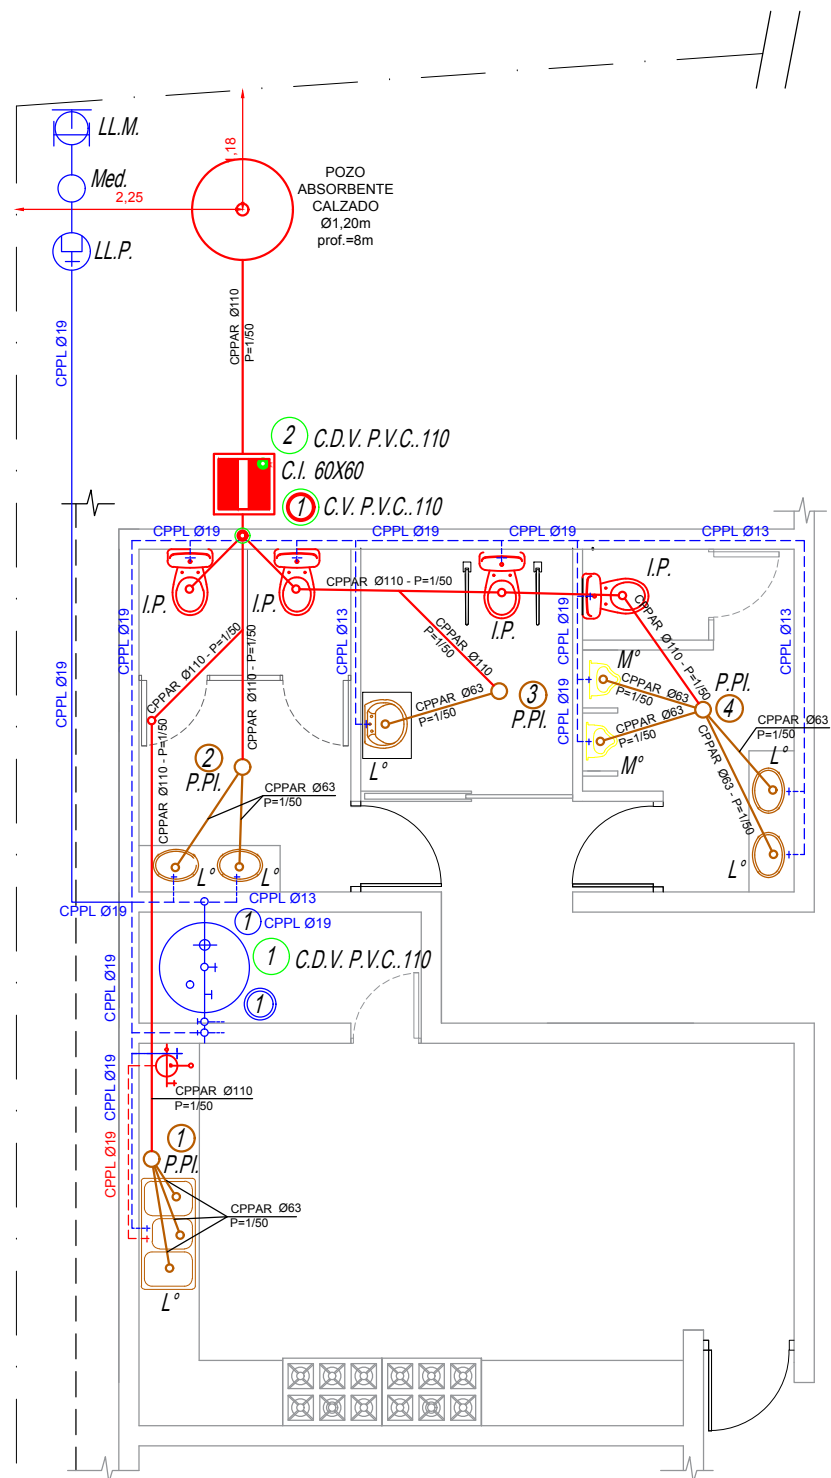 LL.M.
1,18
Med.
2,25
LL.P.
POZO
ABSORBENTE
CALZADO
Ø1,20m
prof.=8m
CPPL Ø19
CPPAR Ø110
P=1/50
2
C.D.V. P.V.C..110
C.I. 60X60
1
C.V. P.V.C..110
CPPL Ø19
CPPL Ø19
CPPL Ø19
CPPL Ø13
I.P.
I.P.
CPPAR Ø110 - P=1/50
I.P.
I.P.
CPPL Ø19
CPPL Ø19
CPPL Ø13
CPPL Ø19
CPPL Ø13
CPPAR Ø110 - P=1/50
CPPAR Ø110 - P=1/50
CPPAR Ø110
P=1/50
CPPAR Ø110 - P=1/50
M°
CPPAR Ø63
P=1/50
P.PI.
4
CPPL Ø19
3
P.PI.
CPPAR Ø63
P=1/50
CPPAR Ø63
P=1/50
CPPAR Ø63
P=1/50
CPPAR Ø63 - P=1/50
M°
L°
L°
L°
CPPAR Ø110 - P=1/50
2
P.PI.
CPPAR Ø63
P=1/50
L°
L°
CPPL Ø13
CPPL Ø19
1
CPPL Ø19
1
C.D.V. P.V.C..110
1
CPPL Ø19
CPPL Ø19
CPPAR Ø110
P=1/50
CPPL Ø19
1
P.PI.
CPPAR Ø63
P=1/50
L°